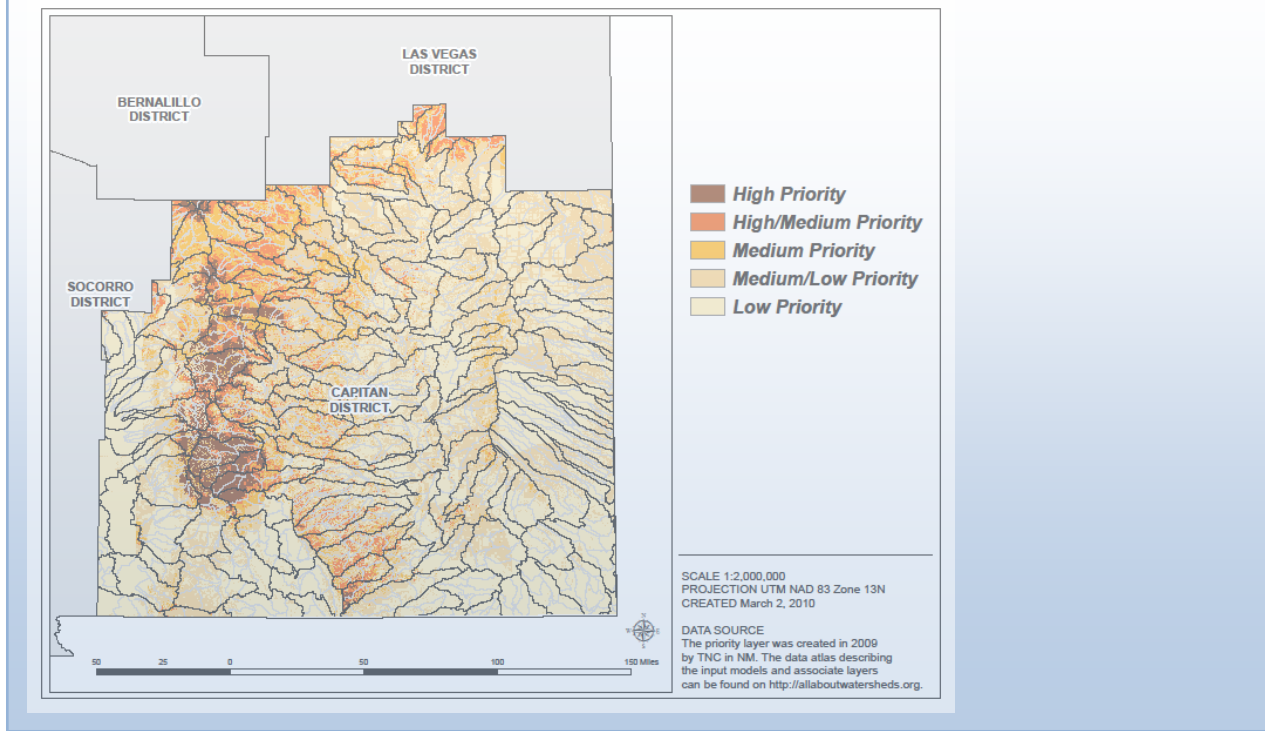 LAS VEGAS
DISTRICT
BERNALILLO
DISTRICT
High Priority
High/Medium Priority
Medium Priority
Medium/Low Priority
Low Priority
SOCORRO
DISTRICT
CAPITAN
DISTRICT
SCALE 1:2,000,000
PROJECTION UTM NAD 83 Zone 13N
CREATED March 2, 2010
DATA SOURCE
The priority layer was created in 2009
by TNC in NM. The data atlas describing
the input models and associate layers
can be found on http://allaboutwatersheds.org.
N
W E
S
50 25 0 50 100 150 Miles